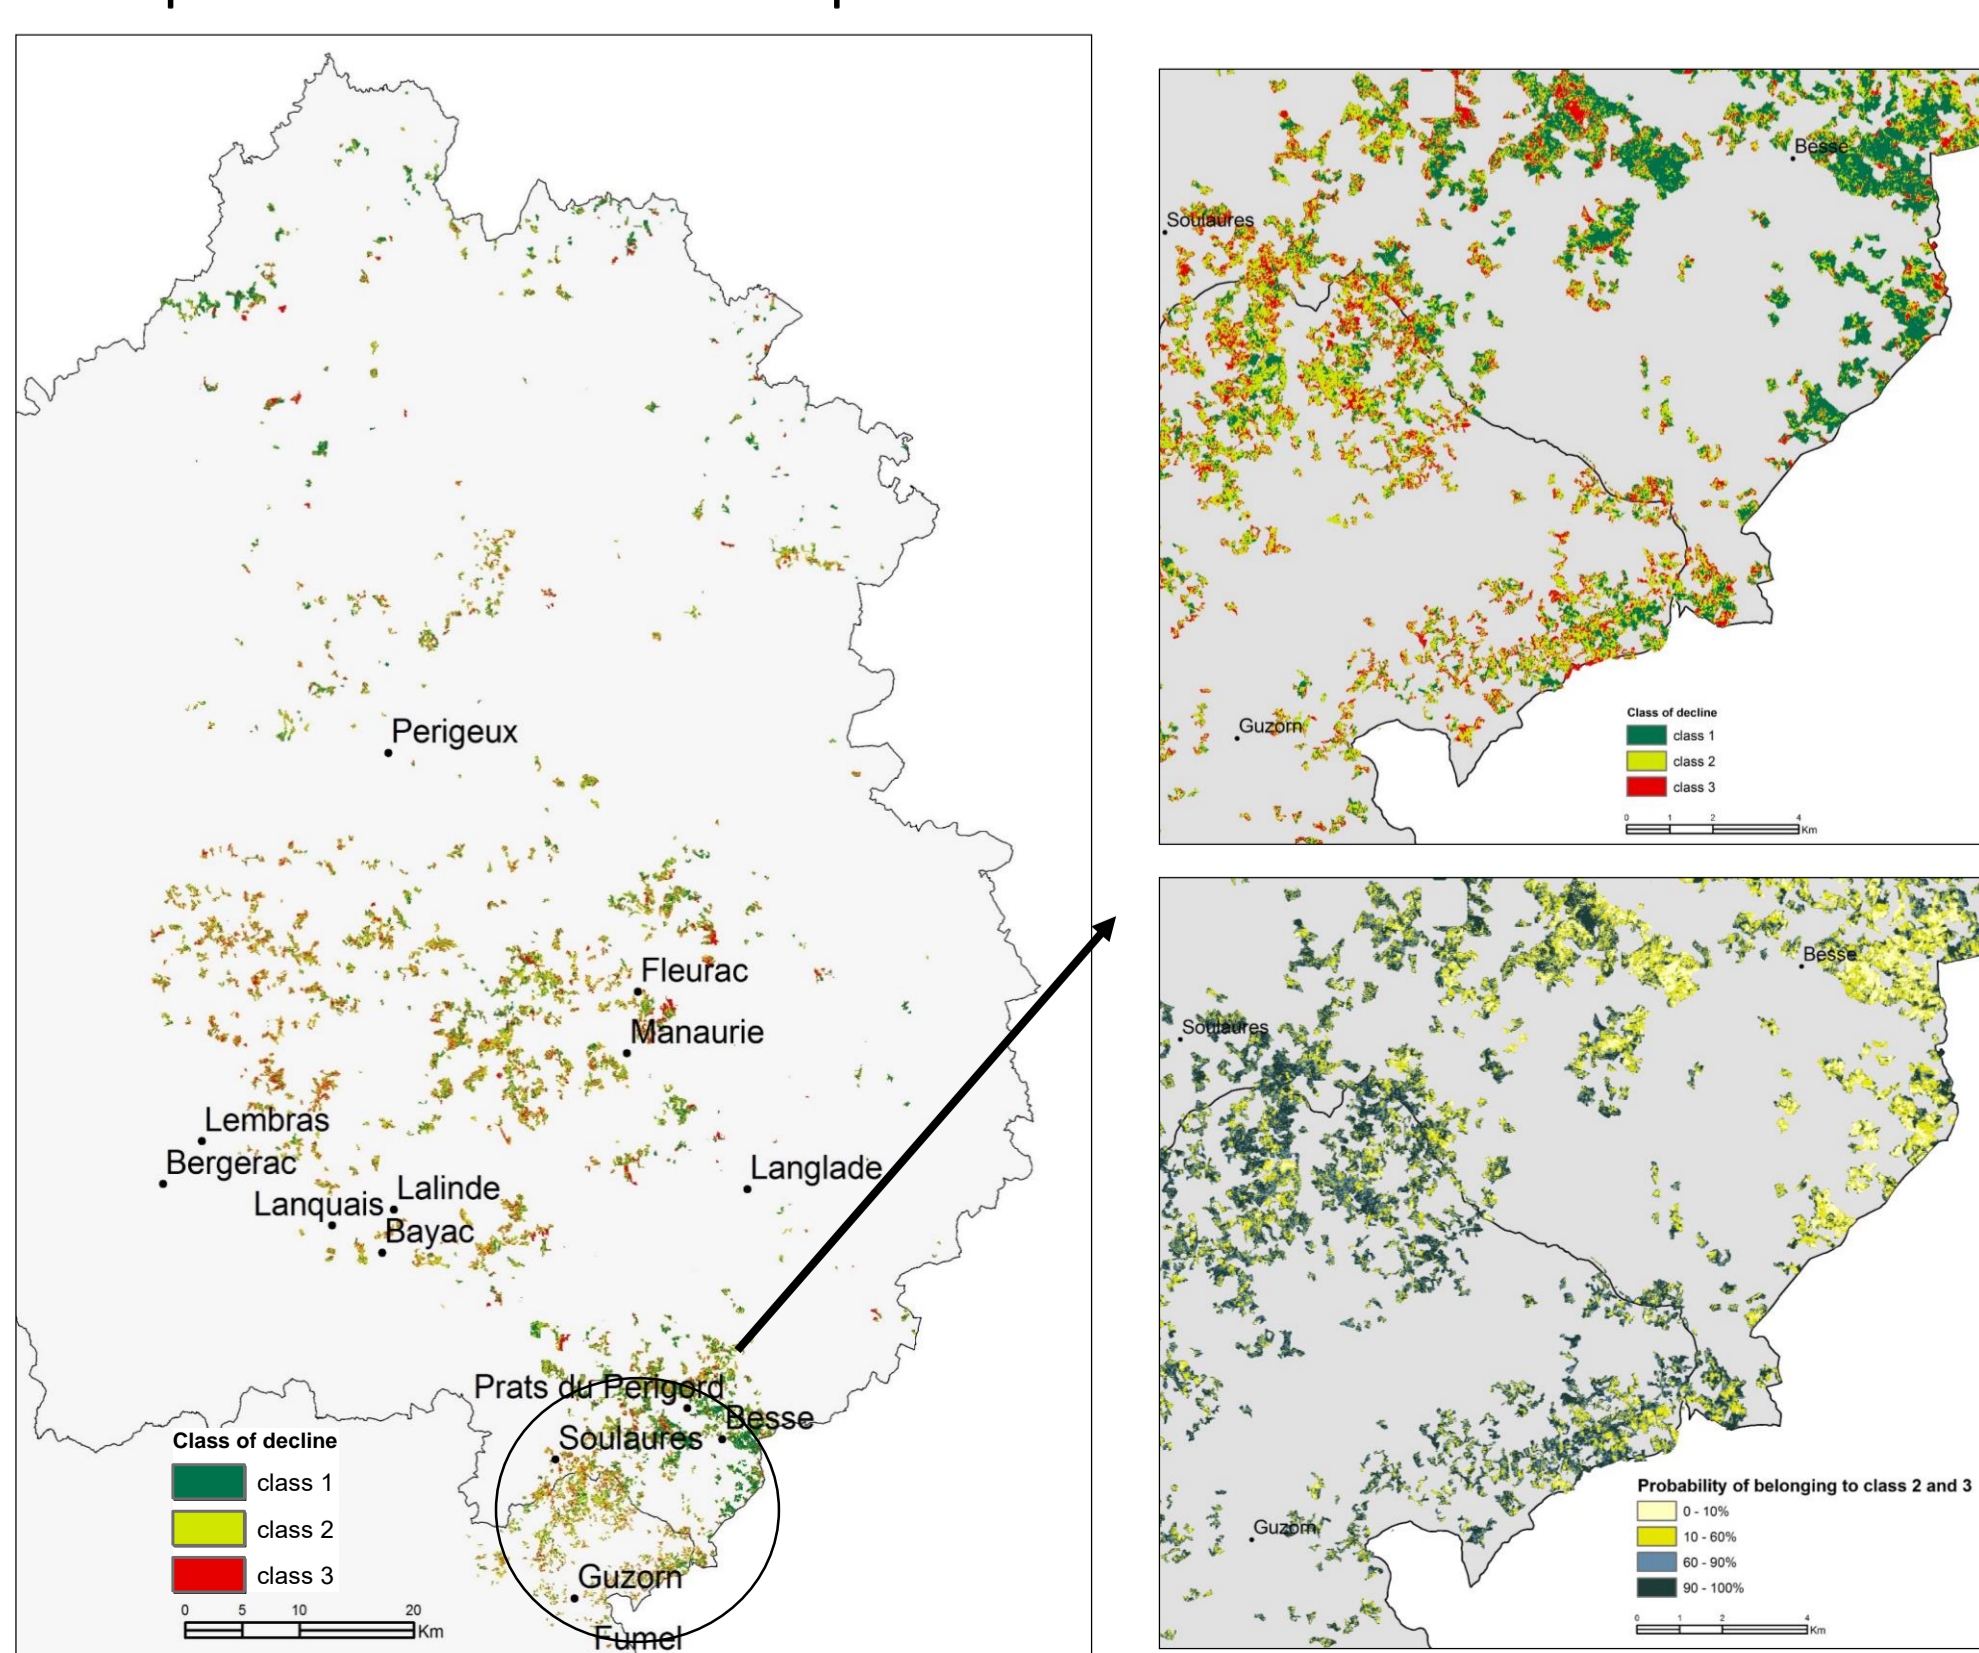 Perigeux
Fleurac
Manaurie
Lembras
Bergerac
Langlade
Lalinde
Lanquais
Bayac
Prats du Perigord
Besse
Soulaures
Guzorn
Fumel
Class of decline
class 1
class 2
class 3
0 5 10 20
Km
Besse
Soulaures
Guzorn
Class of decline
class 1
class 2
class 3
0 1 2 4
Km
Besse
Soulaures
Guzorn
Probability of belonging to class 2 and 3
0 - 10%
10 - 60%
60 - 90%
90 - 100%
0 1 2 4
Km